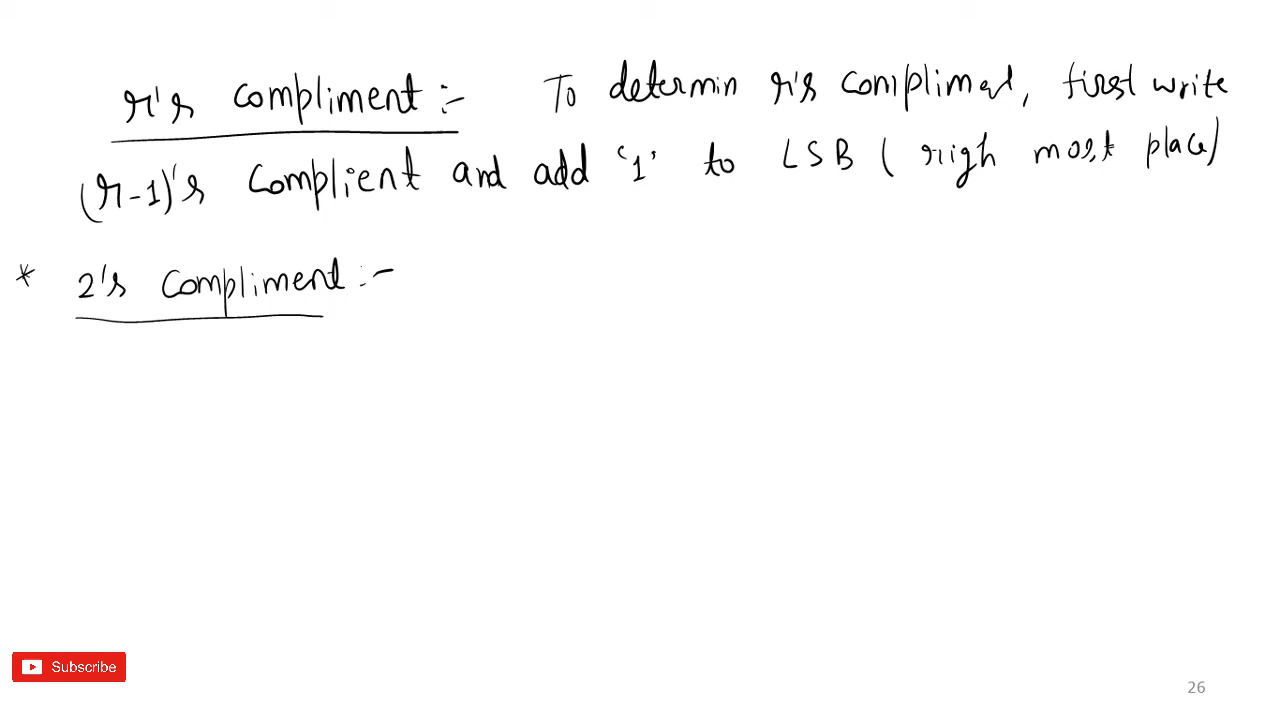 r's compliment :- To determin r's complimet, first write
(r-1)'s Complient and add '1' to LSB (righ most place)
* 2's Compliment :-
Subscribe
26